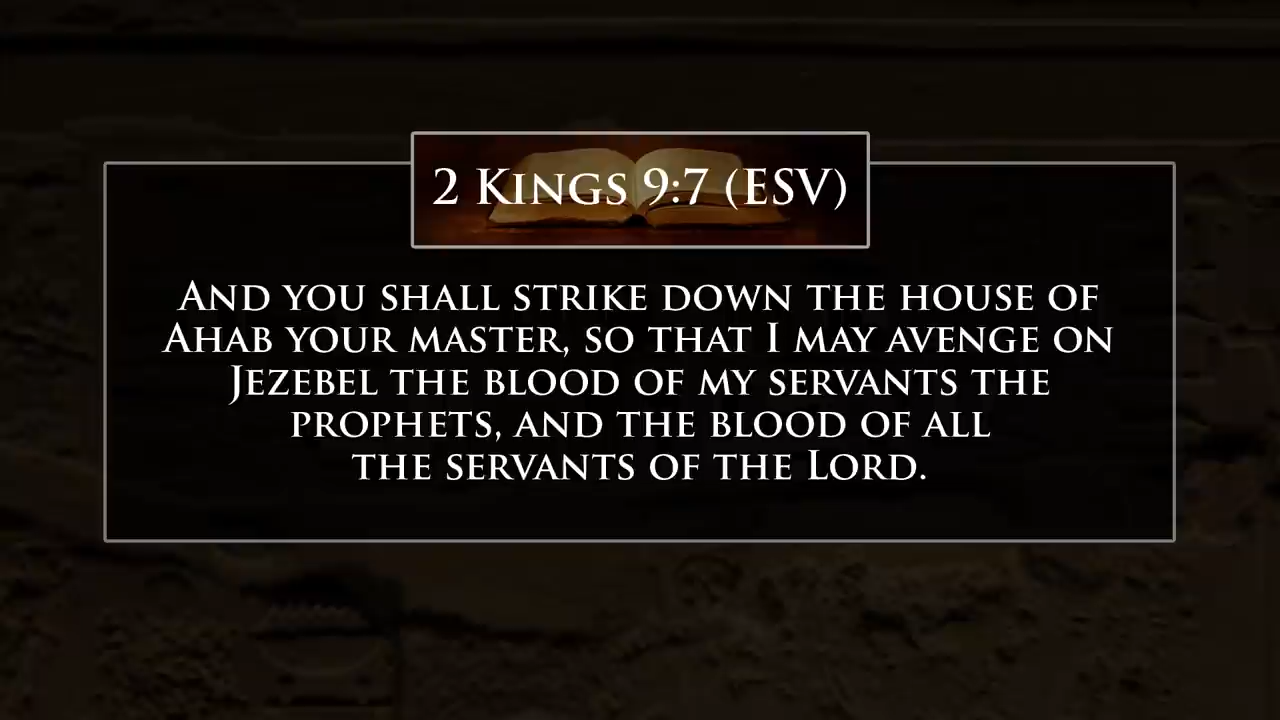 2 Kings 9:7 (ESV)
And you shall strike down the house of
Ahab your master, so that I may avenge on
Jezebel the blood of my servants the
prophets, and the blood of all
the servants of the Lord.